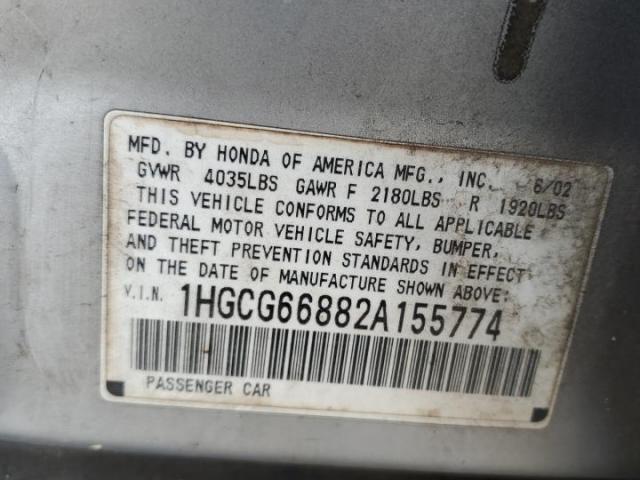 MFD. BY HONDA OF AMERICA MFG., INC. 6/02
GVWR 4035LBS GAWR F 2180LBS R 1920LBS
THIS VEHICLE CONFORMS TO ALL APPLICABLE
FEDERAL MOTOR VEHICLE SAFETY, BUMPER,
AND THEFT PREVENTION STANDARDS IN EFFECT
ON THE DATE OF MANUFACTURE SHOWN ABOVE:
V.I.N. 1HGCG66882A155774
PASSENGER CAR